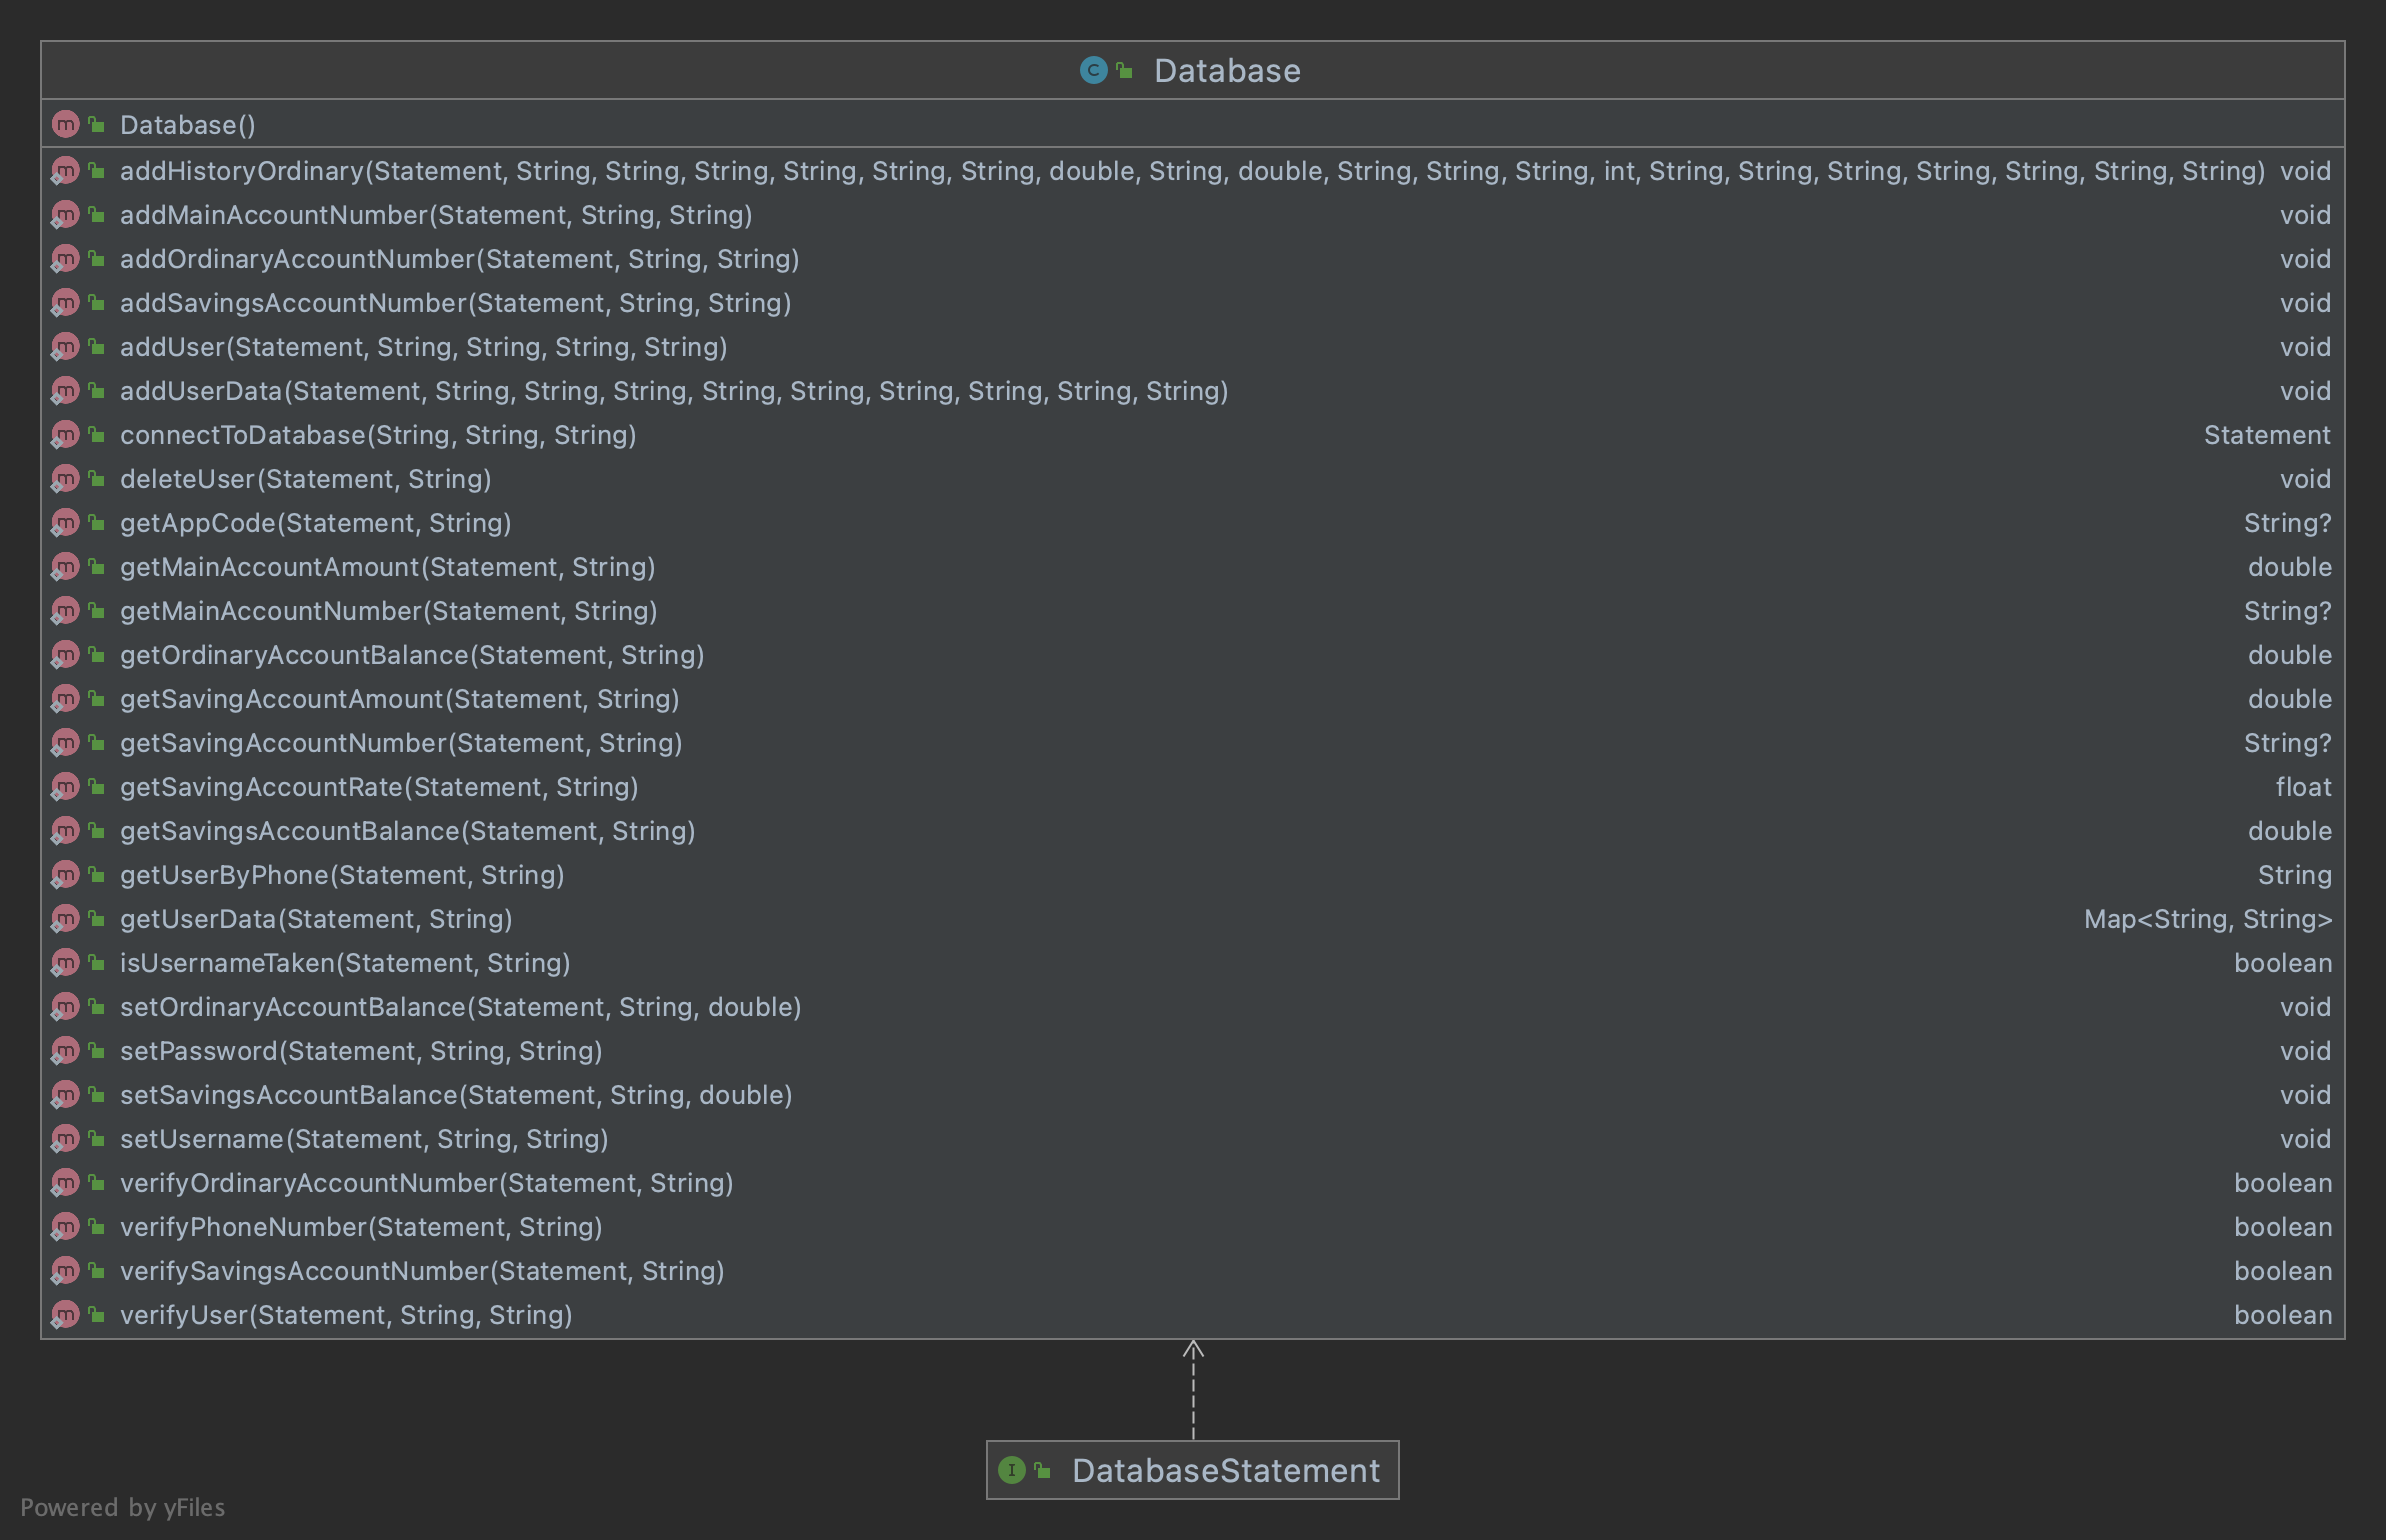 Database
Database()
addHistoryOrdinary(Statement, String, String, String, String, String, String, double, String, double, String, String, String, int, String, String, String, String, String, String, String) void
addMainAccountNumber(Statement, String, String) void
addOrdinaryAccountNumber(Statement, String, String) void
addSavingsAccountNumber(Statement, String, String) void
addUser(Statement, String, String, String, String) void
addUserData(Statement, String, String, String, String, String, String, String, String, String) void
connectToDatabase(String, String, String) Statement
deleteUser(Statement, String) void
getAppCode(Statement, String) String?
getMainAccountAmount(Statement, String) double
getMainAccountNumber(Statement, String) String?
getOrdinaryAccountBalance(Statement, String) double
getSavingAccountAmount(Statement, String) double
getSavingAccountNumber(Statement, String) String?
getSavingAccountRate(Statement, String) float
getSavingsAccountBalance(Statement, String) double
getUserByPhone(Statement, String) String
getUserData(Statement, String) Map<String, String>
isUsernameTaken(Statement, String) boolean
setOrdinaryAccountBalance(Statement, String, double) void
setPassword(Statement, String, String) void
setSavingsAccountBalance(Statement, String, double) void
setUsername(Statement, String, String) void
verifyOrdinaryAccountNumber(Statement, String) boolean
verifyPhoneNumber(Statement, String) boolean
verifySavingsAccountNumber(Statement, String) boolean
verifyUser(Statement, String, String) boolean
DatabaseStatement
Powered by yFiles